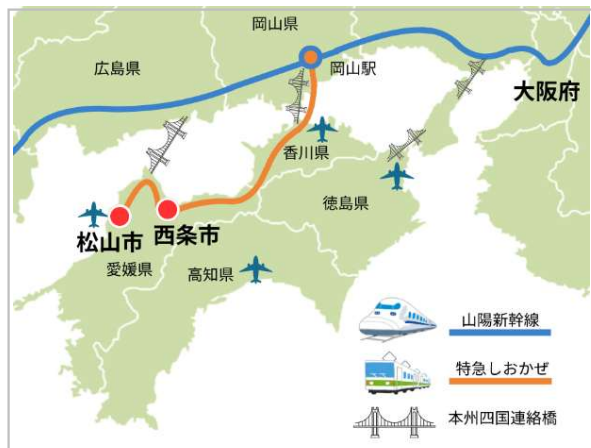 岡山県
広島県
岡山駅
大阪府
香川県
徳島県
松山市
西条市
愛媛県
高知県
山陽新幹線
特急しおかぜ
本州四国連絡橋